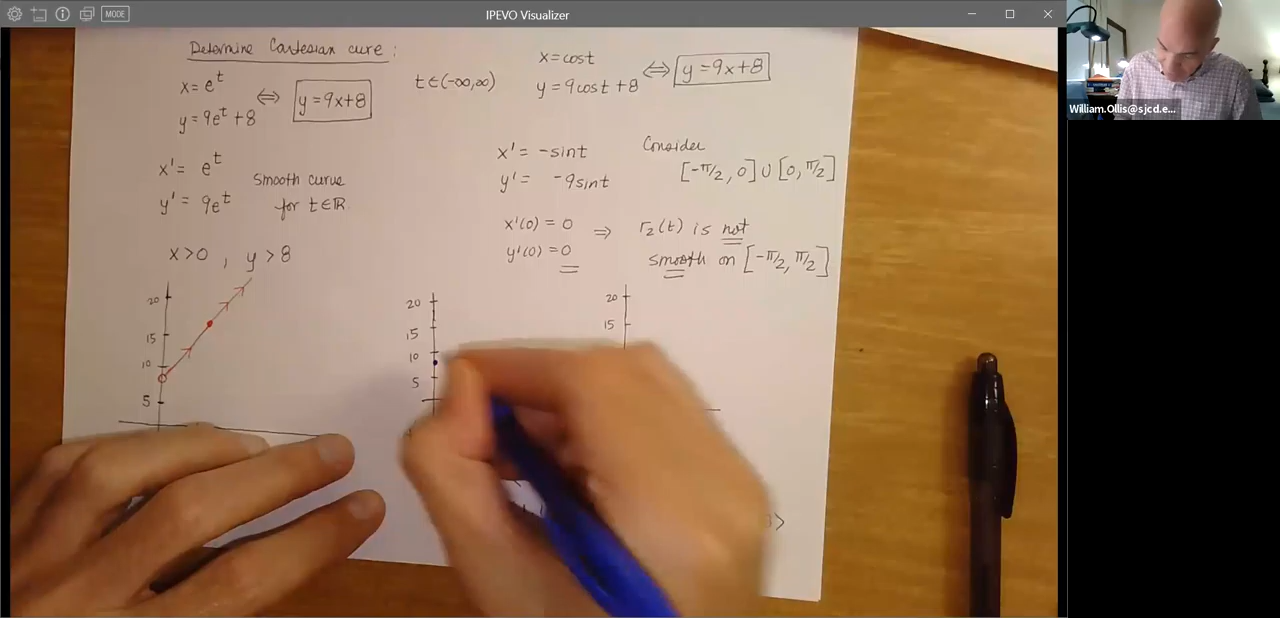 MODE
IPEVO Visualizer
William.Ollis@sjcd.e...
Determine Cartesian cure :
x = e^t
y = 9e^t + 8
⇔ y = 9x+8
t ∈ (-∞,∞)
x' = e^t
y' = 9e^t
Smooth curve
for t∈ℝ
x > 0 , y > 8
20
15
10
5
x = cost
y = 9cost + 8
⇔ y = 9x+8
x' = -sint
y' = -9sint
Consider
[-π/2, 0] ∪ [0, π/2]
x'(0) = 0
y'(0) = 0
⇒ r₂(t) is not
smooth on [-π/2, π/2]
20
15
10
5
20
15
>